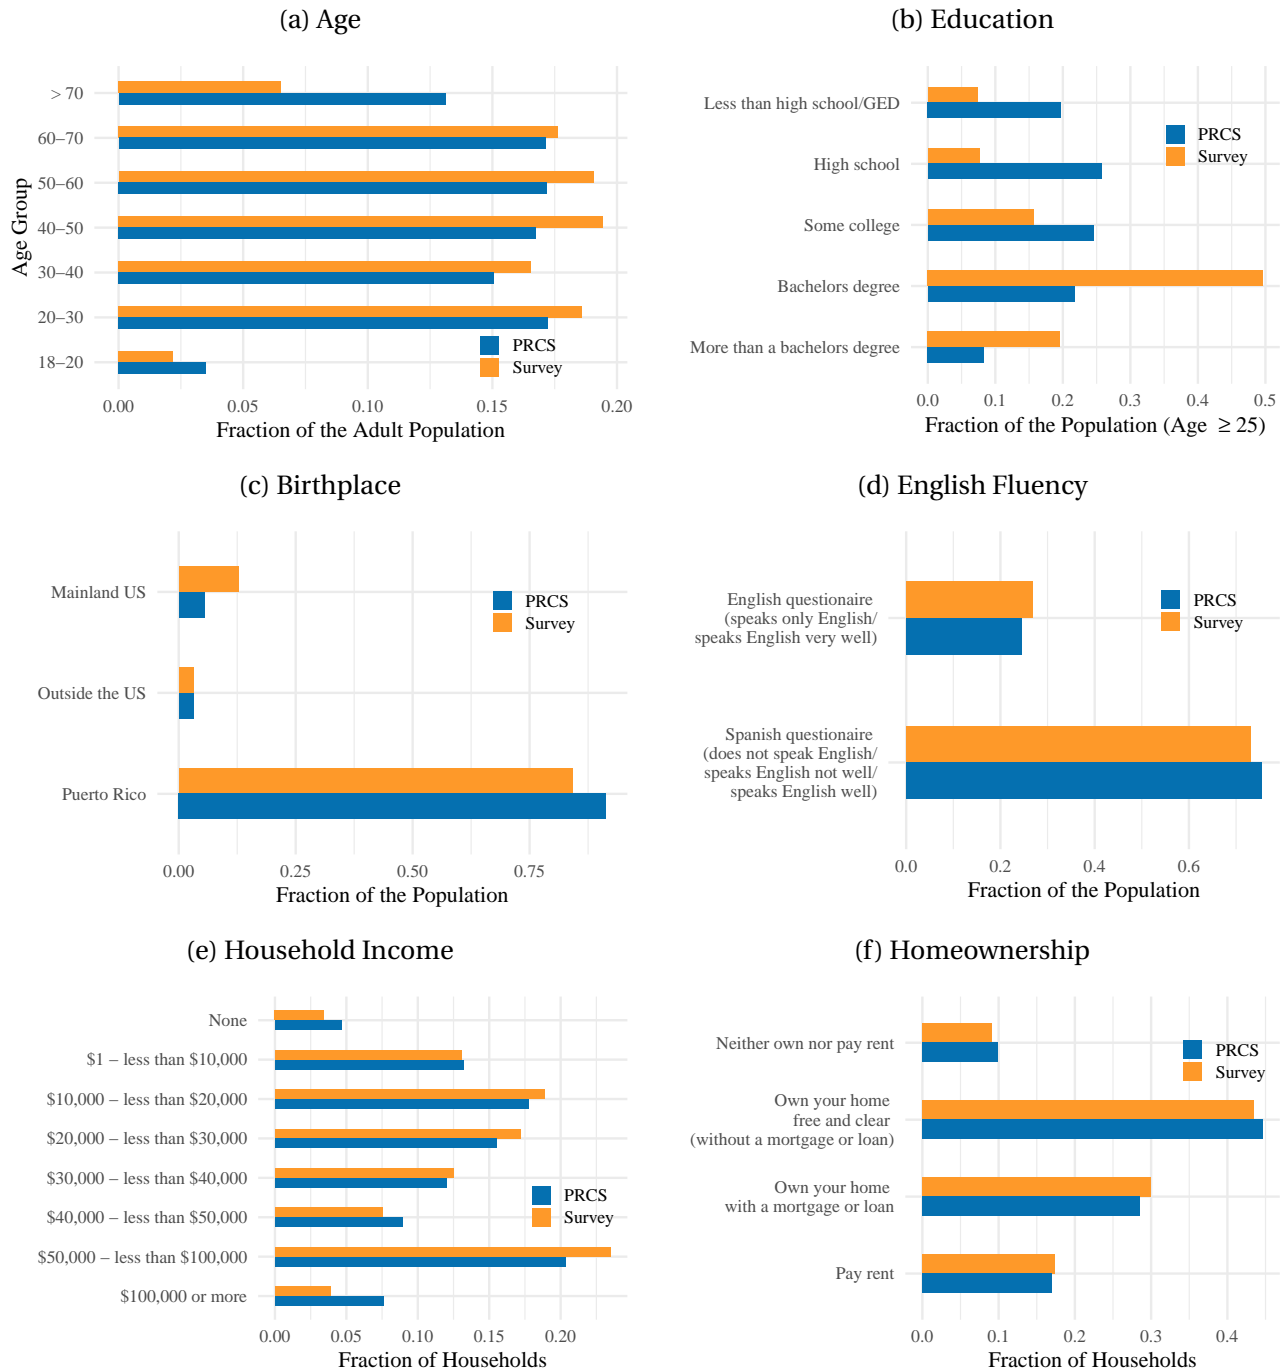 (a) Age
Age Group
> 70
60–70
50–60
40–50
30–40
20–30
18–20
PRCS
Survey
0.00 0.05 0.10 0.15 0.20
Fraction of the Adult Population
(b) Education
Less than high school/GED
High school
Some college
Bachelors degree
More than a bachelors degree
PRCS
Survey
0.0 0.1 0.2 0.3 0.4 0.5
Fraction of the Population (Age ≥ 25)
(c) Birthplace
Mainland US
Outside the US
Puerto Rico
PRCS
Survey
0.00 0.25 0.50 0.75
Fraction of the Population
(d) English Fluency
English questionaire
(speaks only English/
speaks English very well)
Spanish questionaire
(does not speak English/
speaks English not well/
speaks English well)
PRCS
Survey
0.0 0.2 0.4 0.6
Fraction of the Population
(e) Household Income
None
$1 – less than $10,000
$10,000 – less than $20,000
$20,000 – less than $30,000
$30,000 – less than $40,000
$40,000 – less than $50,000
$50,000 – less than $100,000
$100,000 or more
PRCS
Survey
0.00 0.05 0.10 0.15 0.20
Fraction of Households
(f) Homeownership
Neither own nor pay rent
Own your home
free and clear
(without a mortgage or loan)
Own your home
with a mortgage or loan
Pay rent
PRCS
Survey
0.0 0.1 0.2 0.3 0.4
Fraction of Households